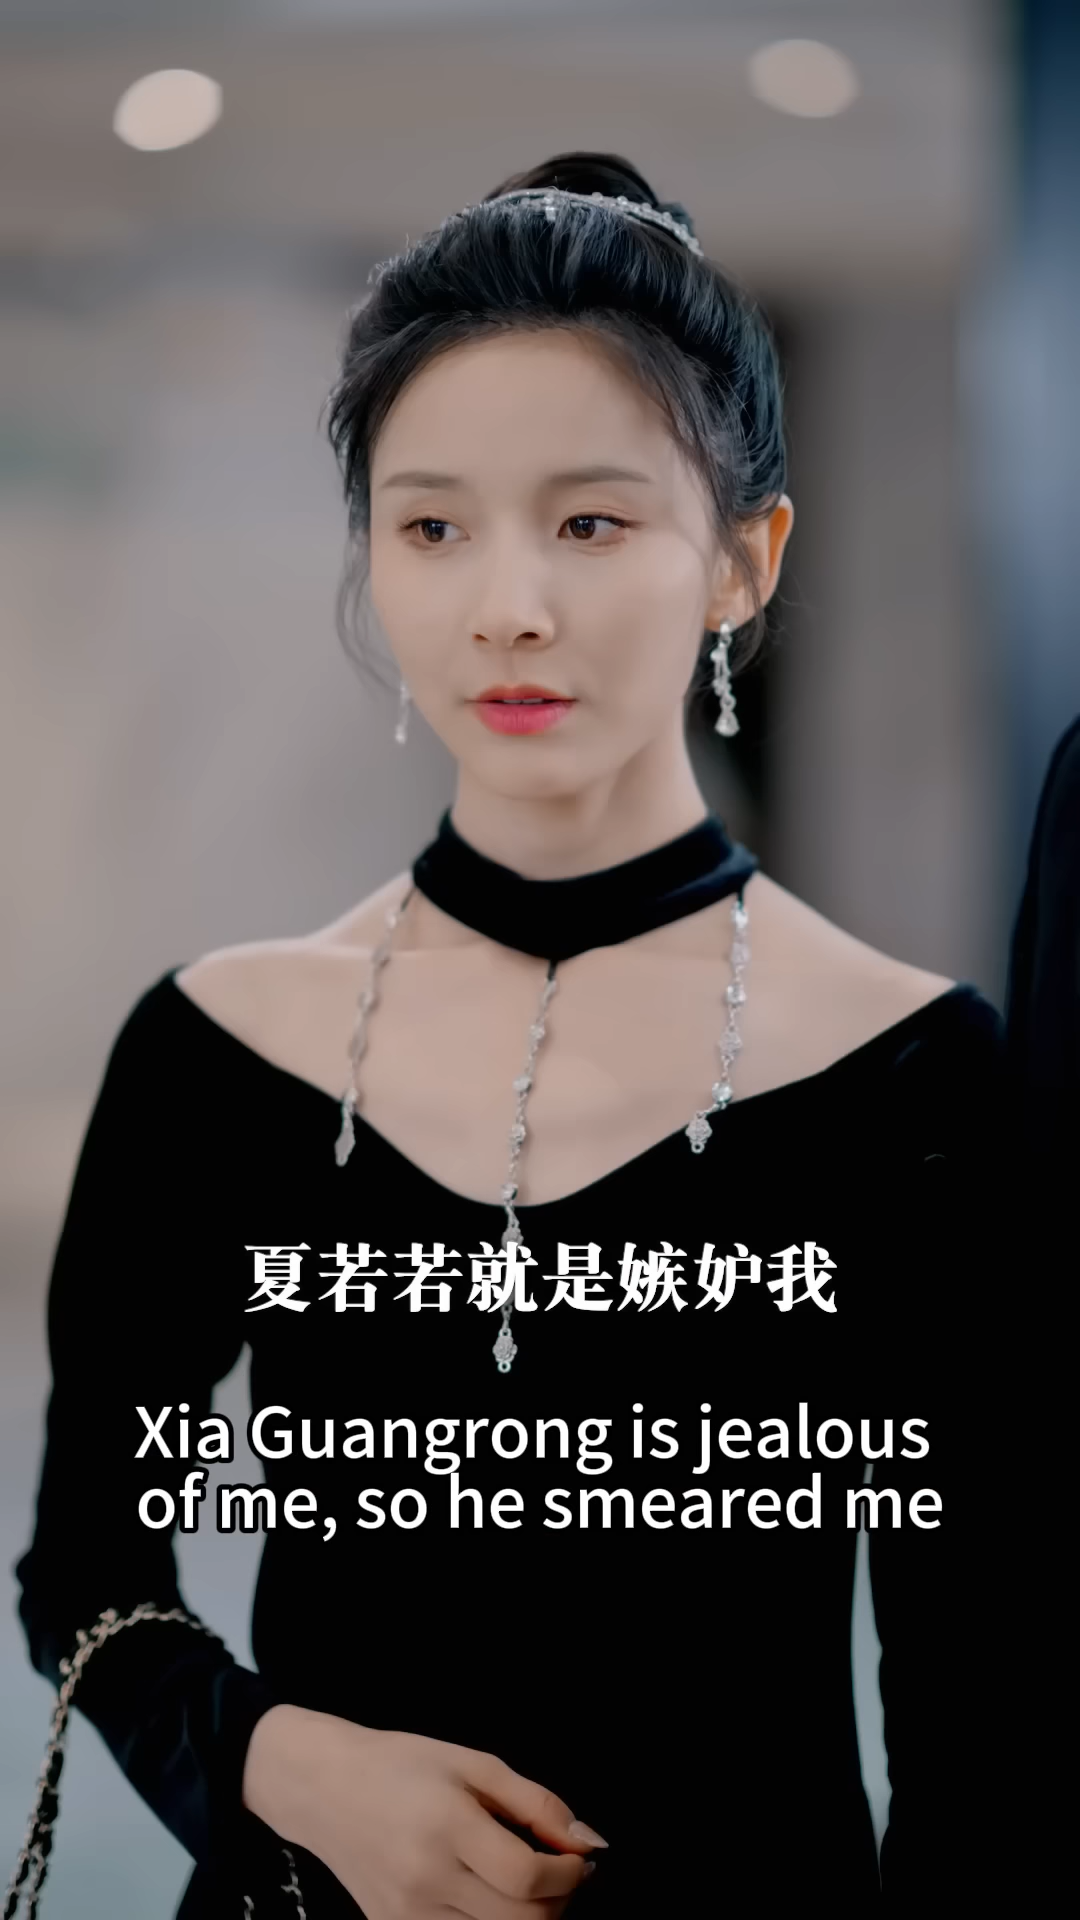 夏若若就是嫉妒我
Xia Guangrong is jealous
of me, so he smeared me